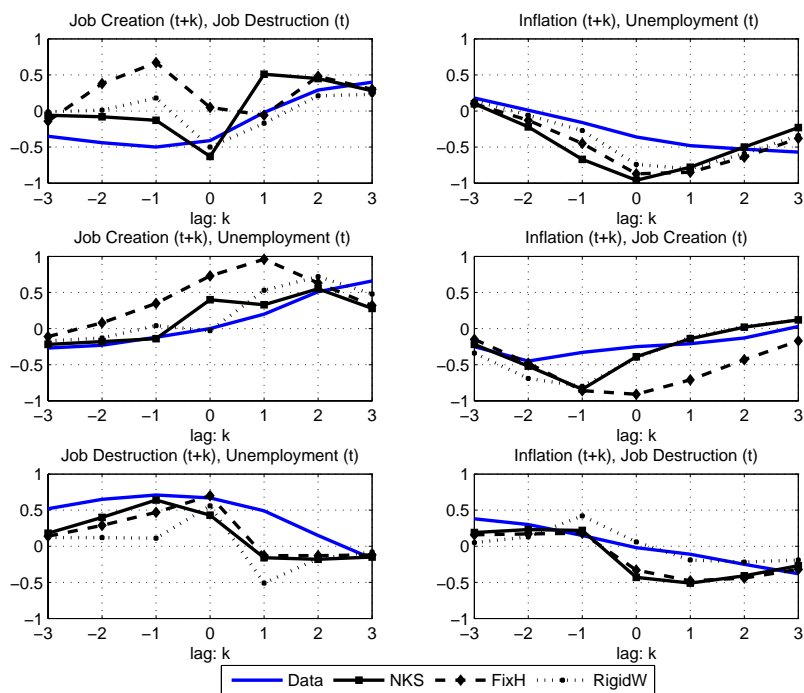 Job Creation (t+k), Job Destruction (t)
1
0.5
0
−0.5
−1
−3 −2 −1 0 1 2 3
lag: k
Inflation (t+k), Unemployment (t)
1
0.5
0
−0.5
−1
−3 −2 −1 0 1 2 3
lag: k
Job Creation (t+k), Unemployment (t)
1
0.5
0
−0.5
−1
−3 −2 −1 0 1 2 3
lag: k
Inflation (t+k), Job Creation (t)
1
0.5
0
−0.5
−1
−3 −2 −1 0 1 2 3
lag: k
Job Destruction (t+k), Unemployment (t)
1
0.5
0
−0.5
−1
−3 −2 −1 0 1 2 3
lag: k
Inflation (t+k), Job Destruction (t)
1
0.5
0
−0.5
−1
−3 −2 −1 0 1 2 3
lag: k
Data NKS FixH RigidW